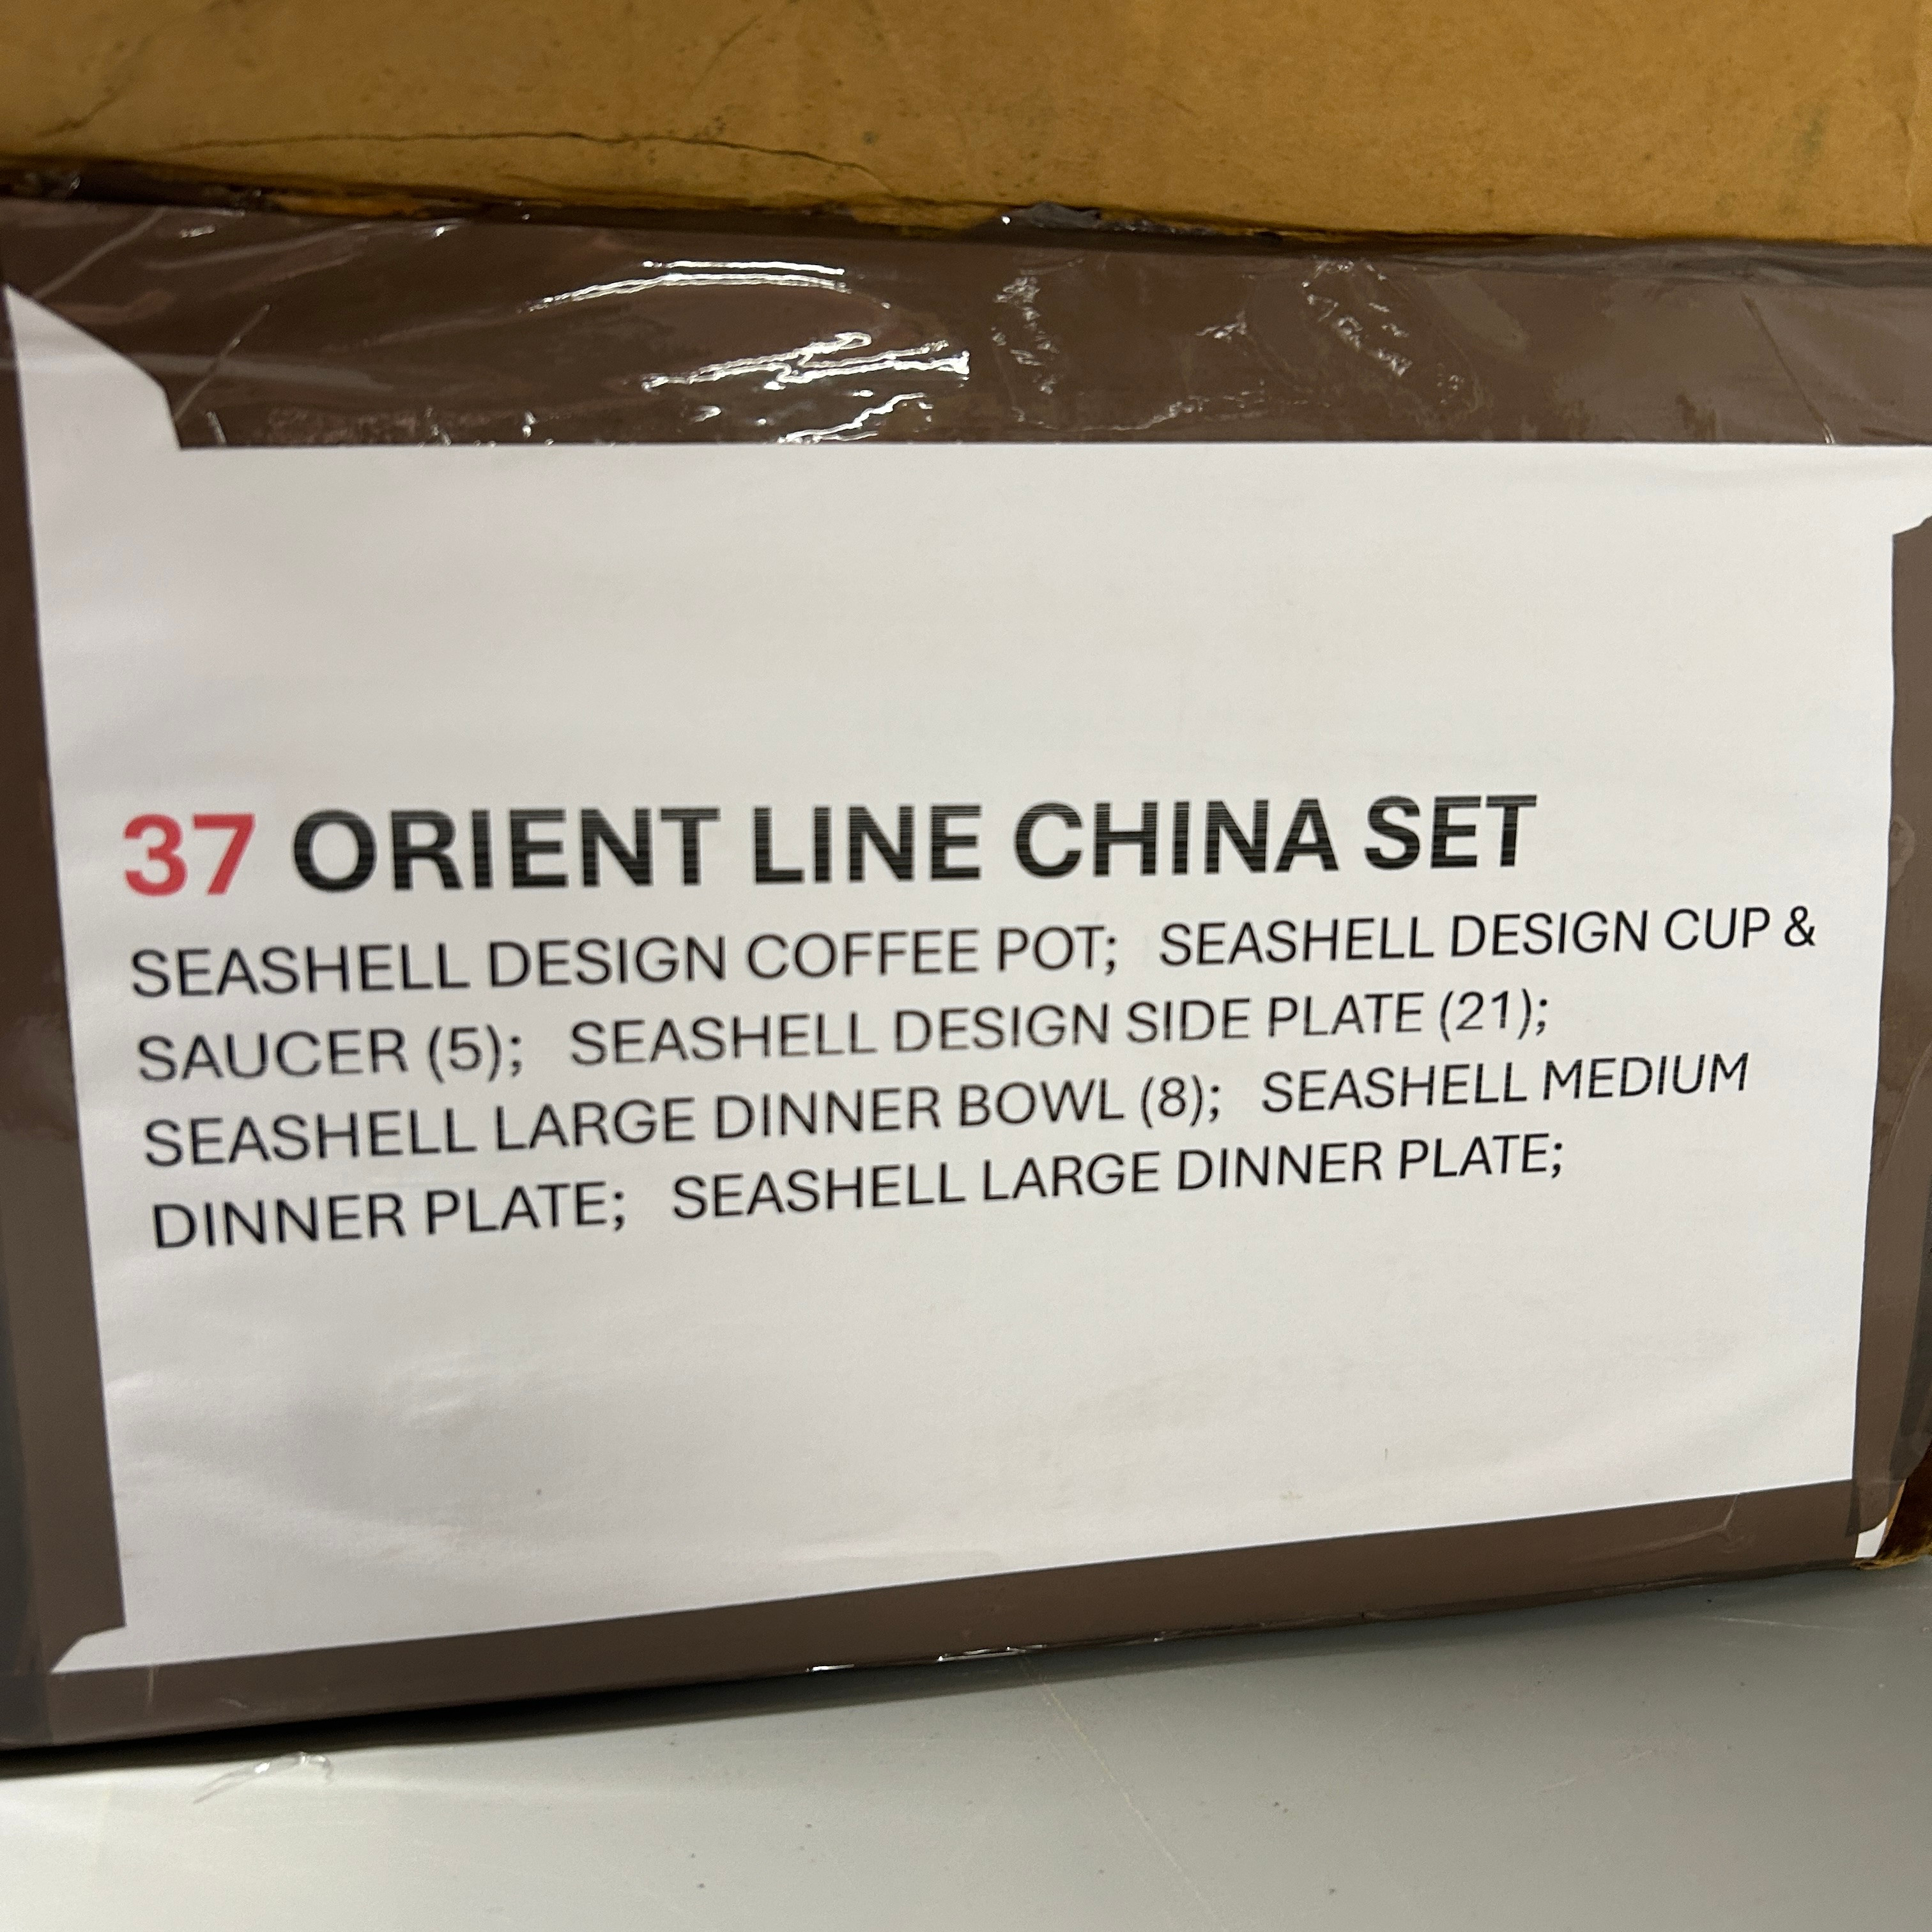 37 ORIENT LINE CHINA SET
SEASHELL DESIGN COFFEE POT; SEASHELL DESIGN CUP &
SAUCER (5); SEASHELL DESIGN SIDE PLATE (21);
SEASHELL LARGE DINNER BOWL (8); SEASHELL MEDIUM
DINNER PLATE; SEASHELL LARGE DINNER PLATE;